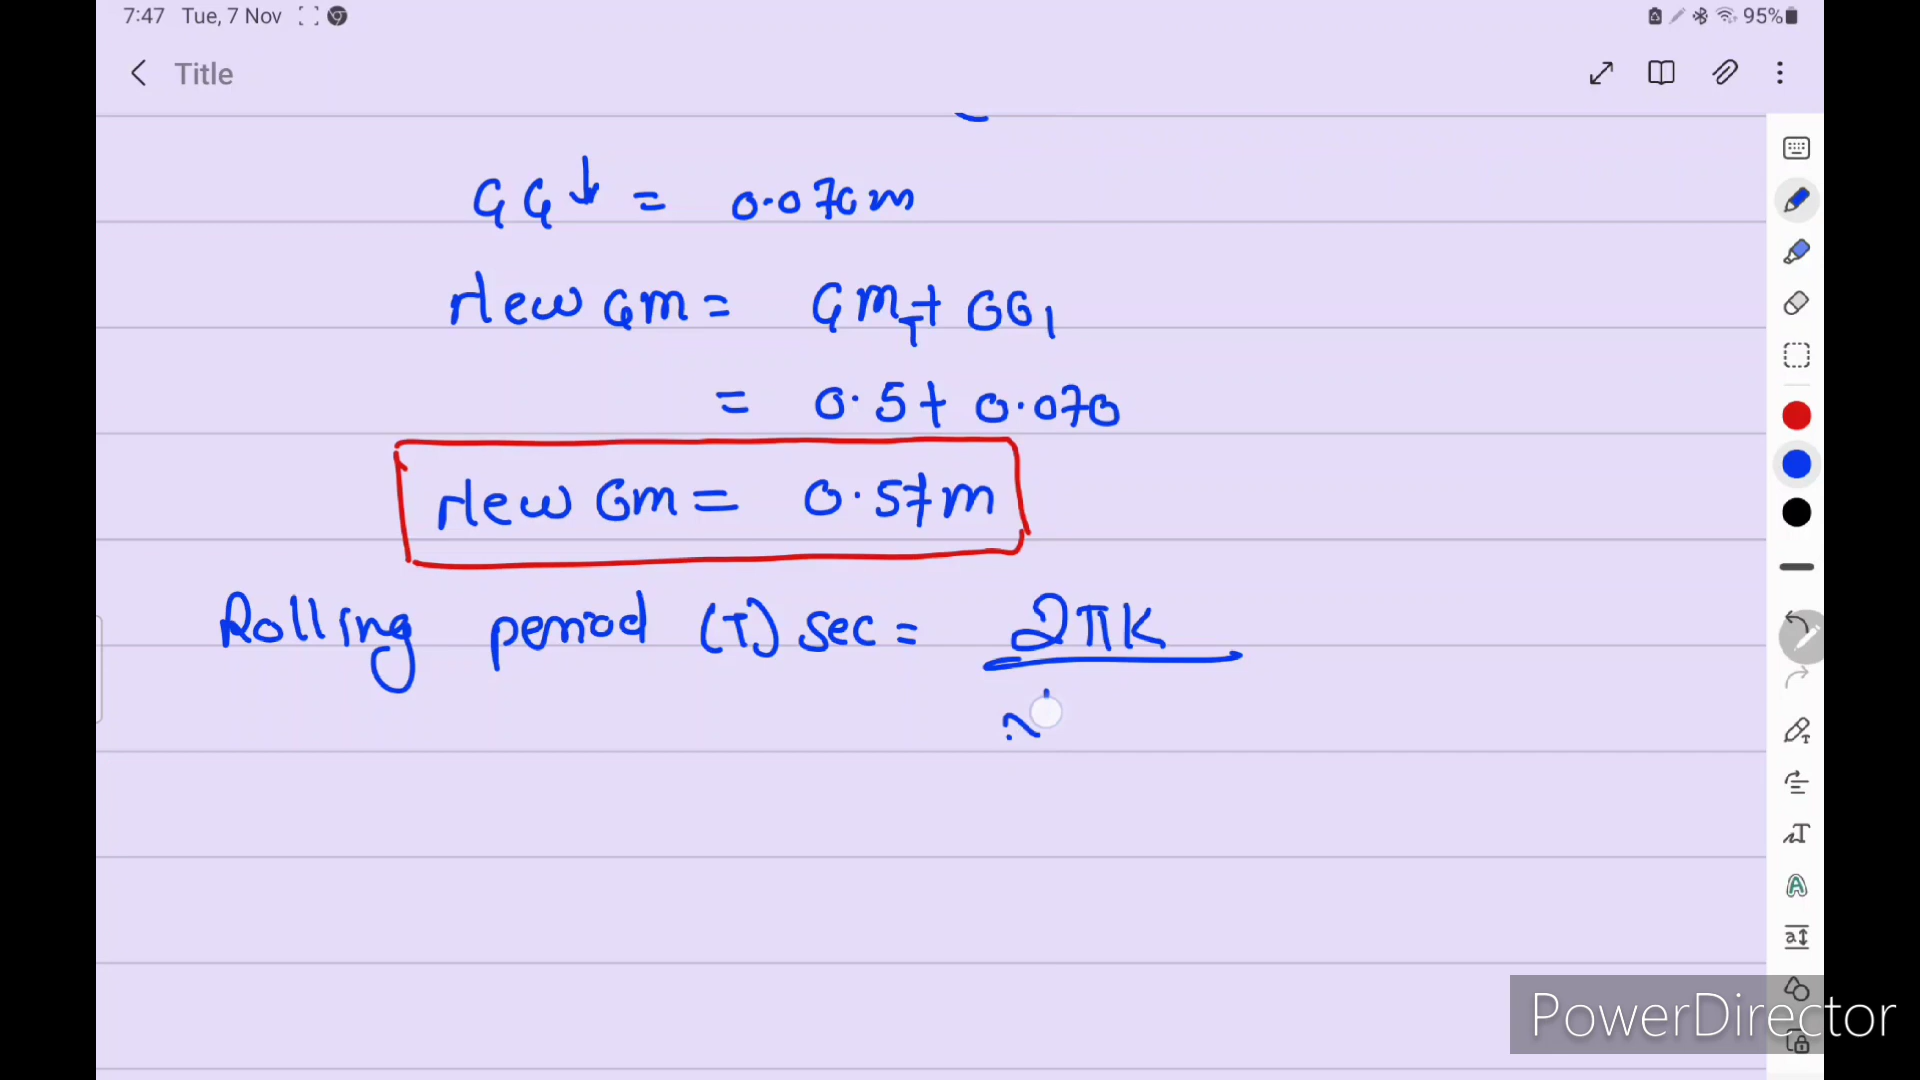 7:47 Tue, 7 Nov 95%
Title
GG↓ = 0.070m
New GM = GM_T + GG1
= 0.5 + 0.070
New GM = 0.57m
Rolling period (T) sec = 2πK
PowerDirector